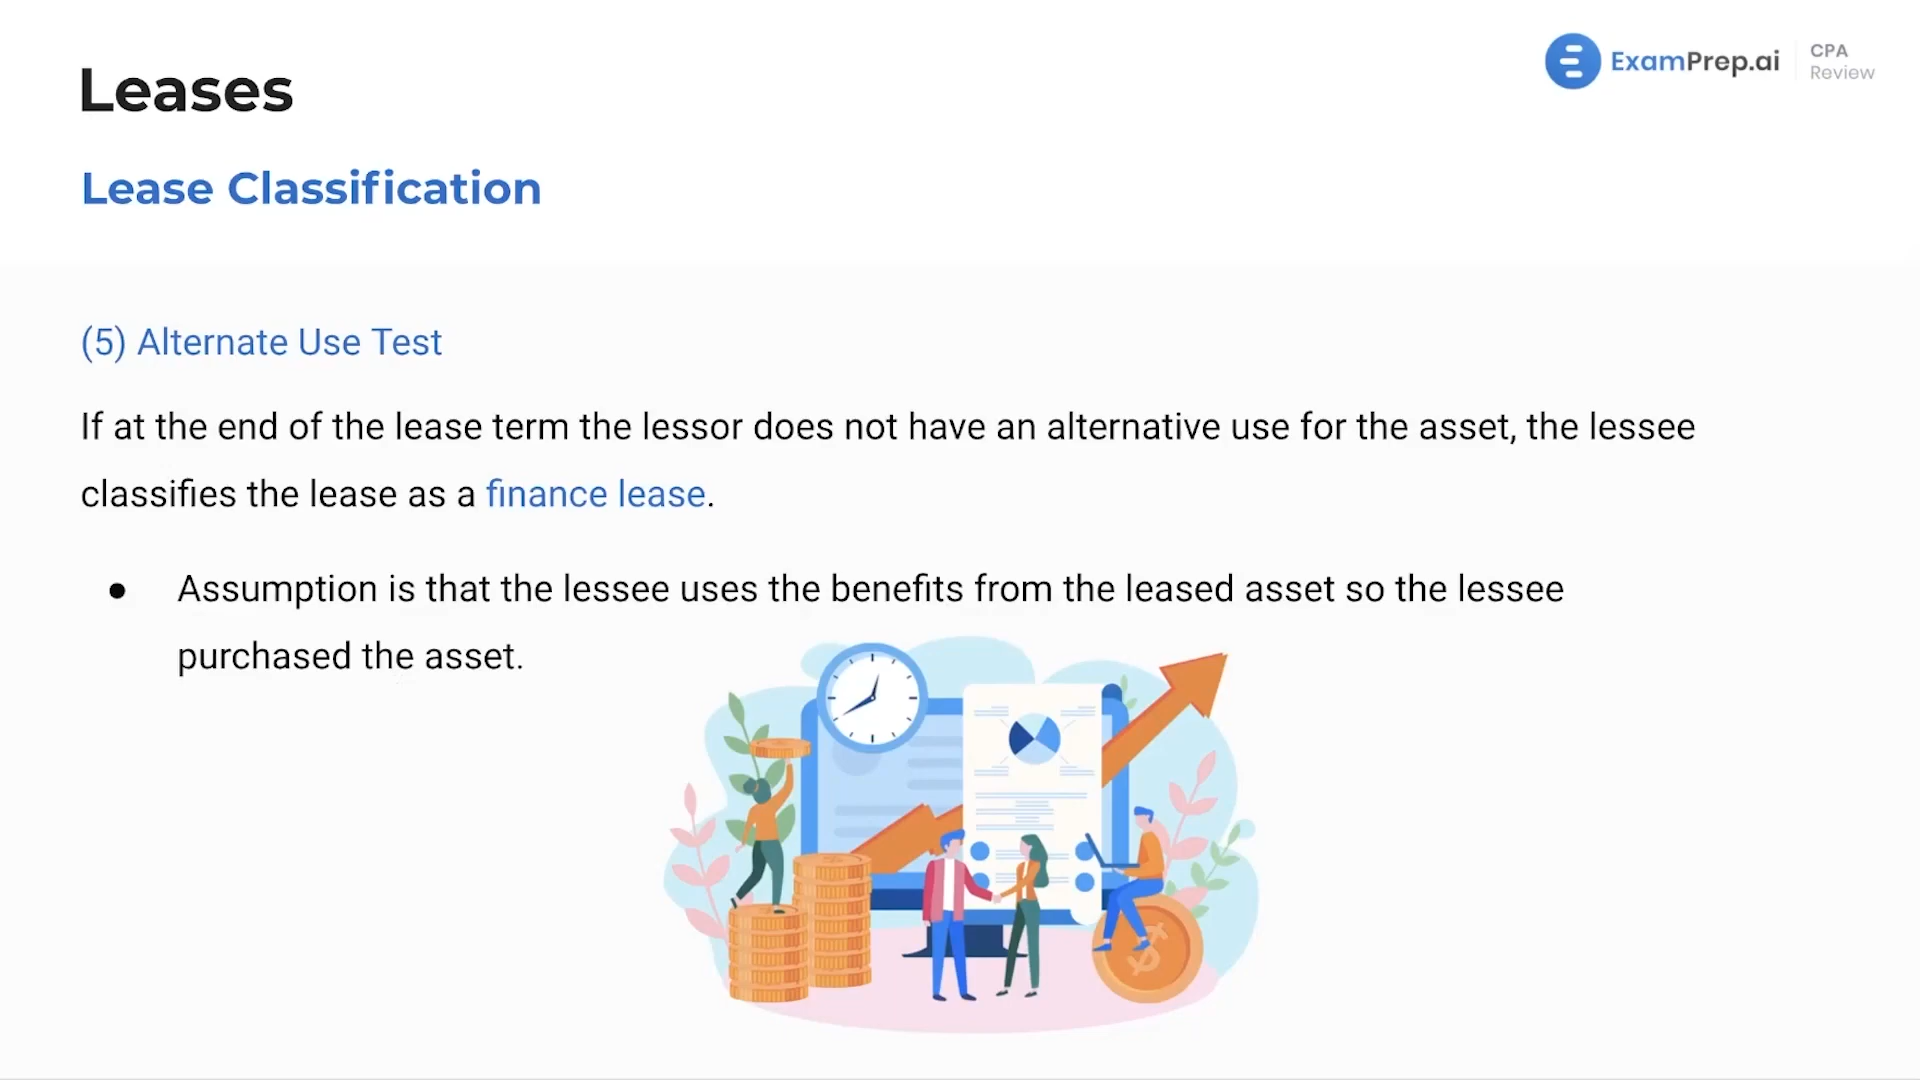 Leases
ExamPrep.ai
CPA
Review
Lease Classification
(5) Alternate Use Test
If at the end of the lease term the lessor does not have an alternative use for the asset, the lessee
classifies the lease as a finance lease.
● Assumption is that the lessee uses the benefits from the leased asset so the lessee
purchased the asset.
$